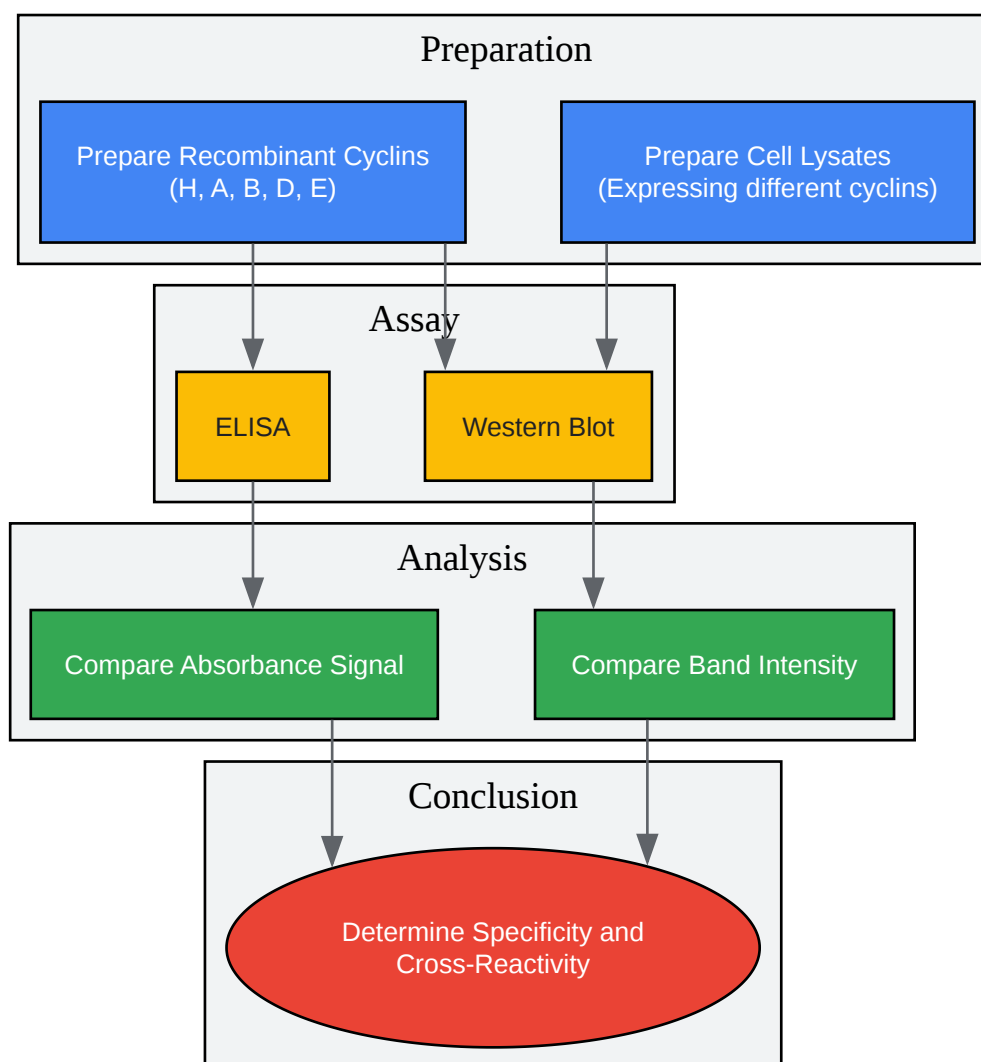 Preparation
Prepare Recombinant Cyclins
(H, A, B, D, E)
Prepare Cell Lysates
(Expressing different cyclins)
Assay
ELISA
Western Blot
Analysis
Compare Absorbance Signal
Compare Band Intensity
Conclusion
Determine Specificity and
Cross-Reactivity